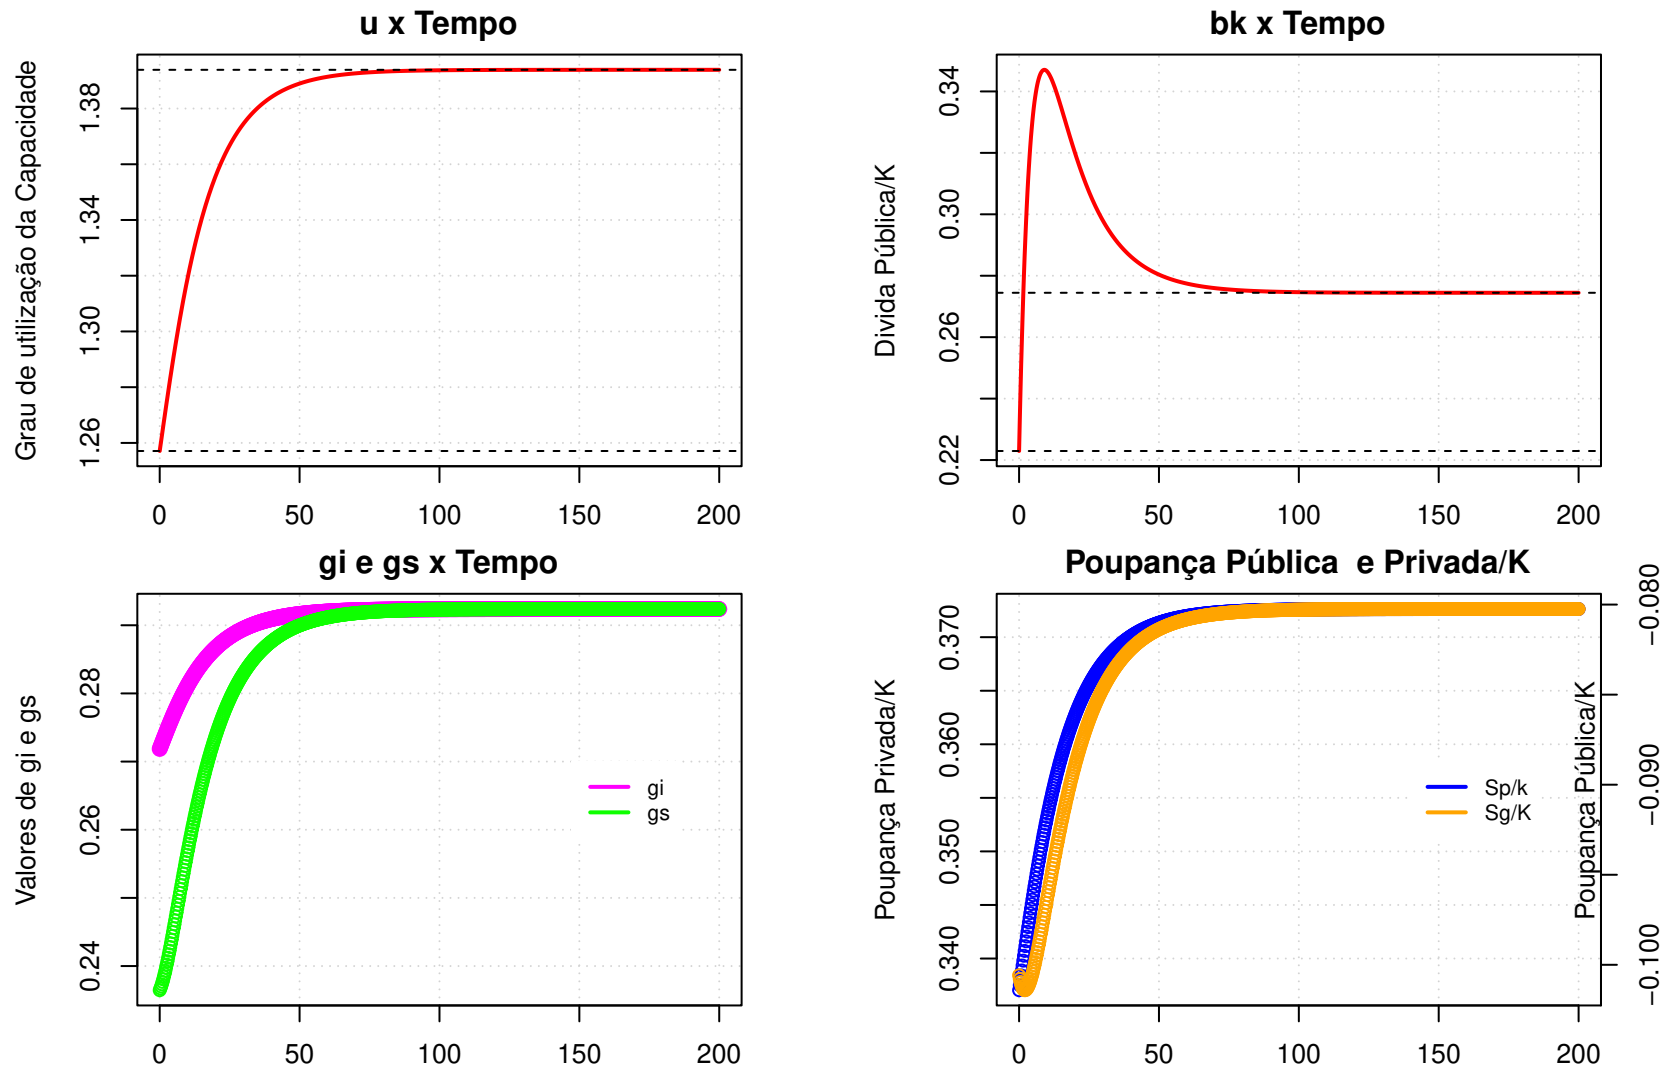 u x Tempo
Grau de utilização da Capacidade
1.26
1.30
1.34
1.38
0
50
100
150
200
bk x Tempo
Divida Pública/K
0.22
0.26
0.30
0.34
0
50
100
150
200
gi e gs x Tempo
Valores de gi e gs
0.24
0.26
0.28
gi
gs
0
50
100
150
200
Poupança Pública  e Privada/K
Poupança Privada/K
0.340
0.350
0.360
0.370
Sp/k
Sg/K
Poupança Pública/K
−0.100
−0.090
−0.080
0
50
100
150
200